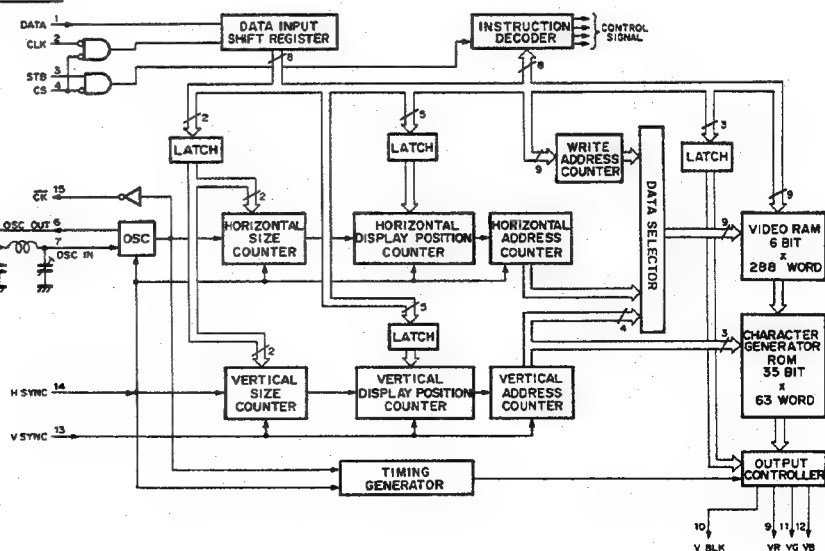 DATA 1
CLK 2
STB 3
CS 4
DATA INPUT
SHIFT REGISTER
INSTRUCTION
DECODER
CONTROL
SIGNAL
8
8
2
LATCH
5
LATCH
9
WRITE
ADDRESS
COUNTER
DATA SELECTOR
3
LATCH
9
CK 15
OSC OUT 6
7
OSC IN
OSC
2
HORIZONTAL
SIZE
COUNTER
HORIZONTAL
DISPLAY POSITION
COUNTER
HORIZONTAL
ADDRESS
COUNTER
9
VIDEO RAM
6 BIT
x
288 WORD
5
LATCH
4
3
CHARACTER
GENERATOR
ROM
35 BIT
x
63 WORD
2
H SYNC 14
VERTICAL
SIZE
COUNTER
VERTICAL
DISPLAY POSITION
COUNTER
VERTICAL
ADDRESS
COUNTER
V SYNC 13
TIMING
GENERATOR
OUTPUT
CONTROLLER
10 9 11 12
V BLK VR VG VB